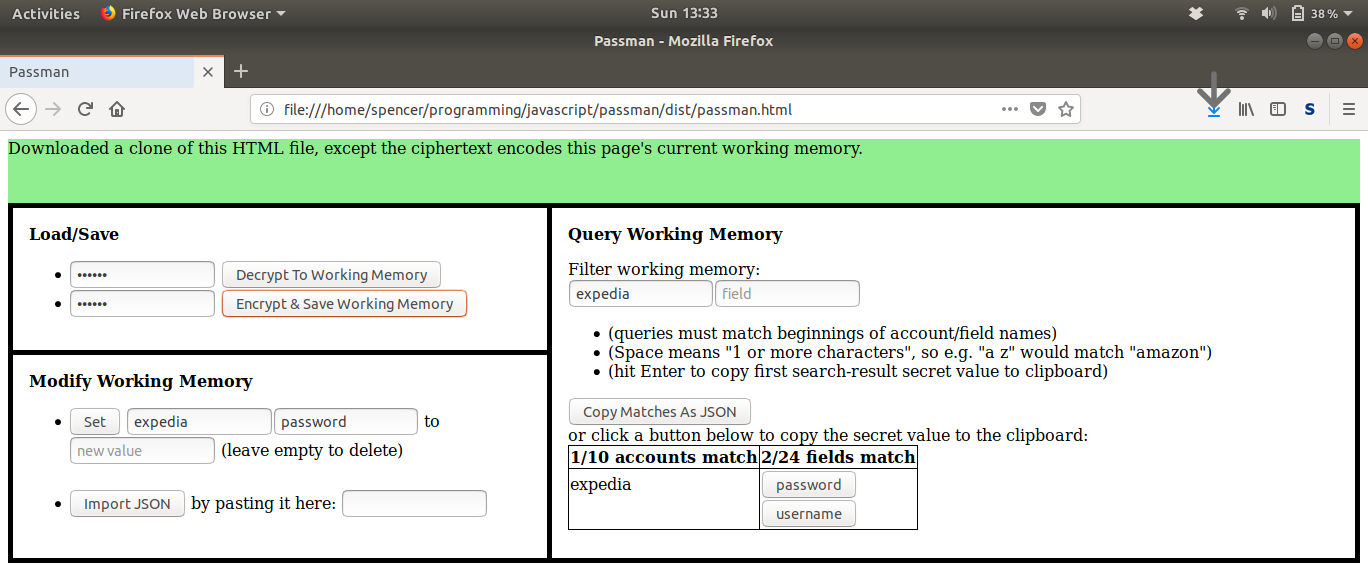 Activities Firefox Web Browser Sun 13:33 38%
Passman - Mozilla Firefox
Passman
file:///home/spencer/programming/javascript/passman/dist/passman.html S
Downloaded a clone of this HTML file, except the ciphertext encodes this page's current working memory.
Load/Save
•••••• Decrypt To Working Memory
•••••• Encrypt & Save Working Memory
Modify Working Memory
Set expedia password to
new value (leave empty to delete)
Import JSON by pasting it here:
Query Working Memory
Filter working memory:
expedia field
(queries must match beginnings of account/field names)
(Space means "1 or more characters", so e.g. "a z" would match "amazon")
(hit Enter to copy first search-result secret value to clipboard)
Copy Matches As JSON
or click a button below to copy the secret value to the clipboard:
1/10 accounts match 2/24 fields match
expedia password
username